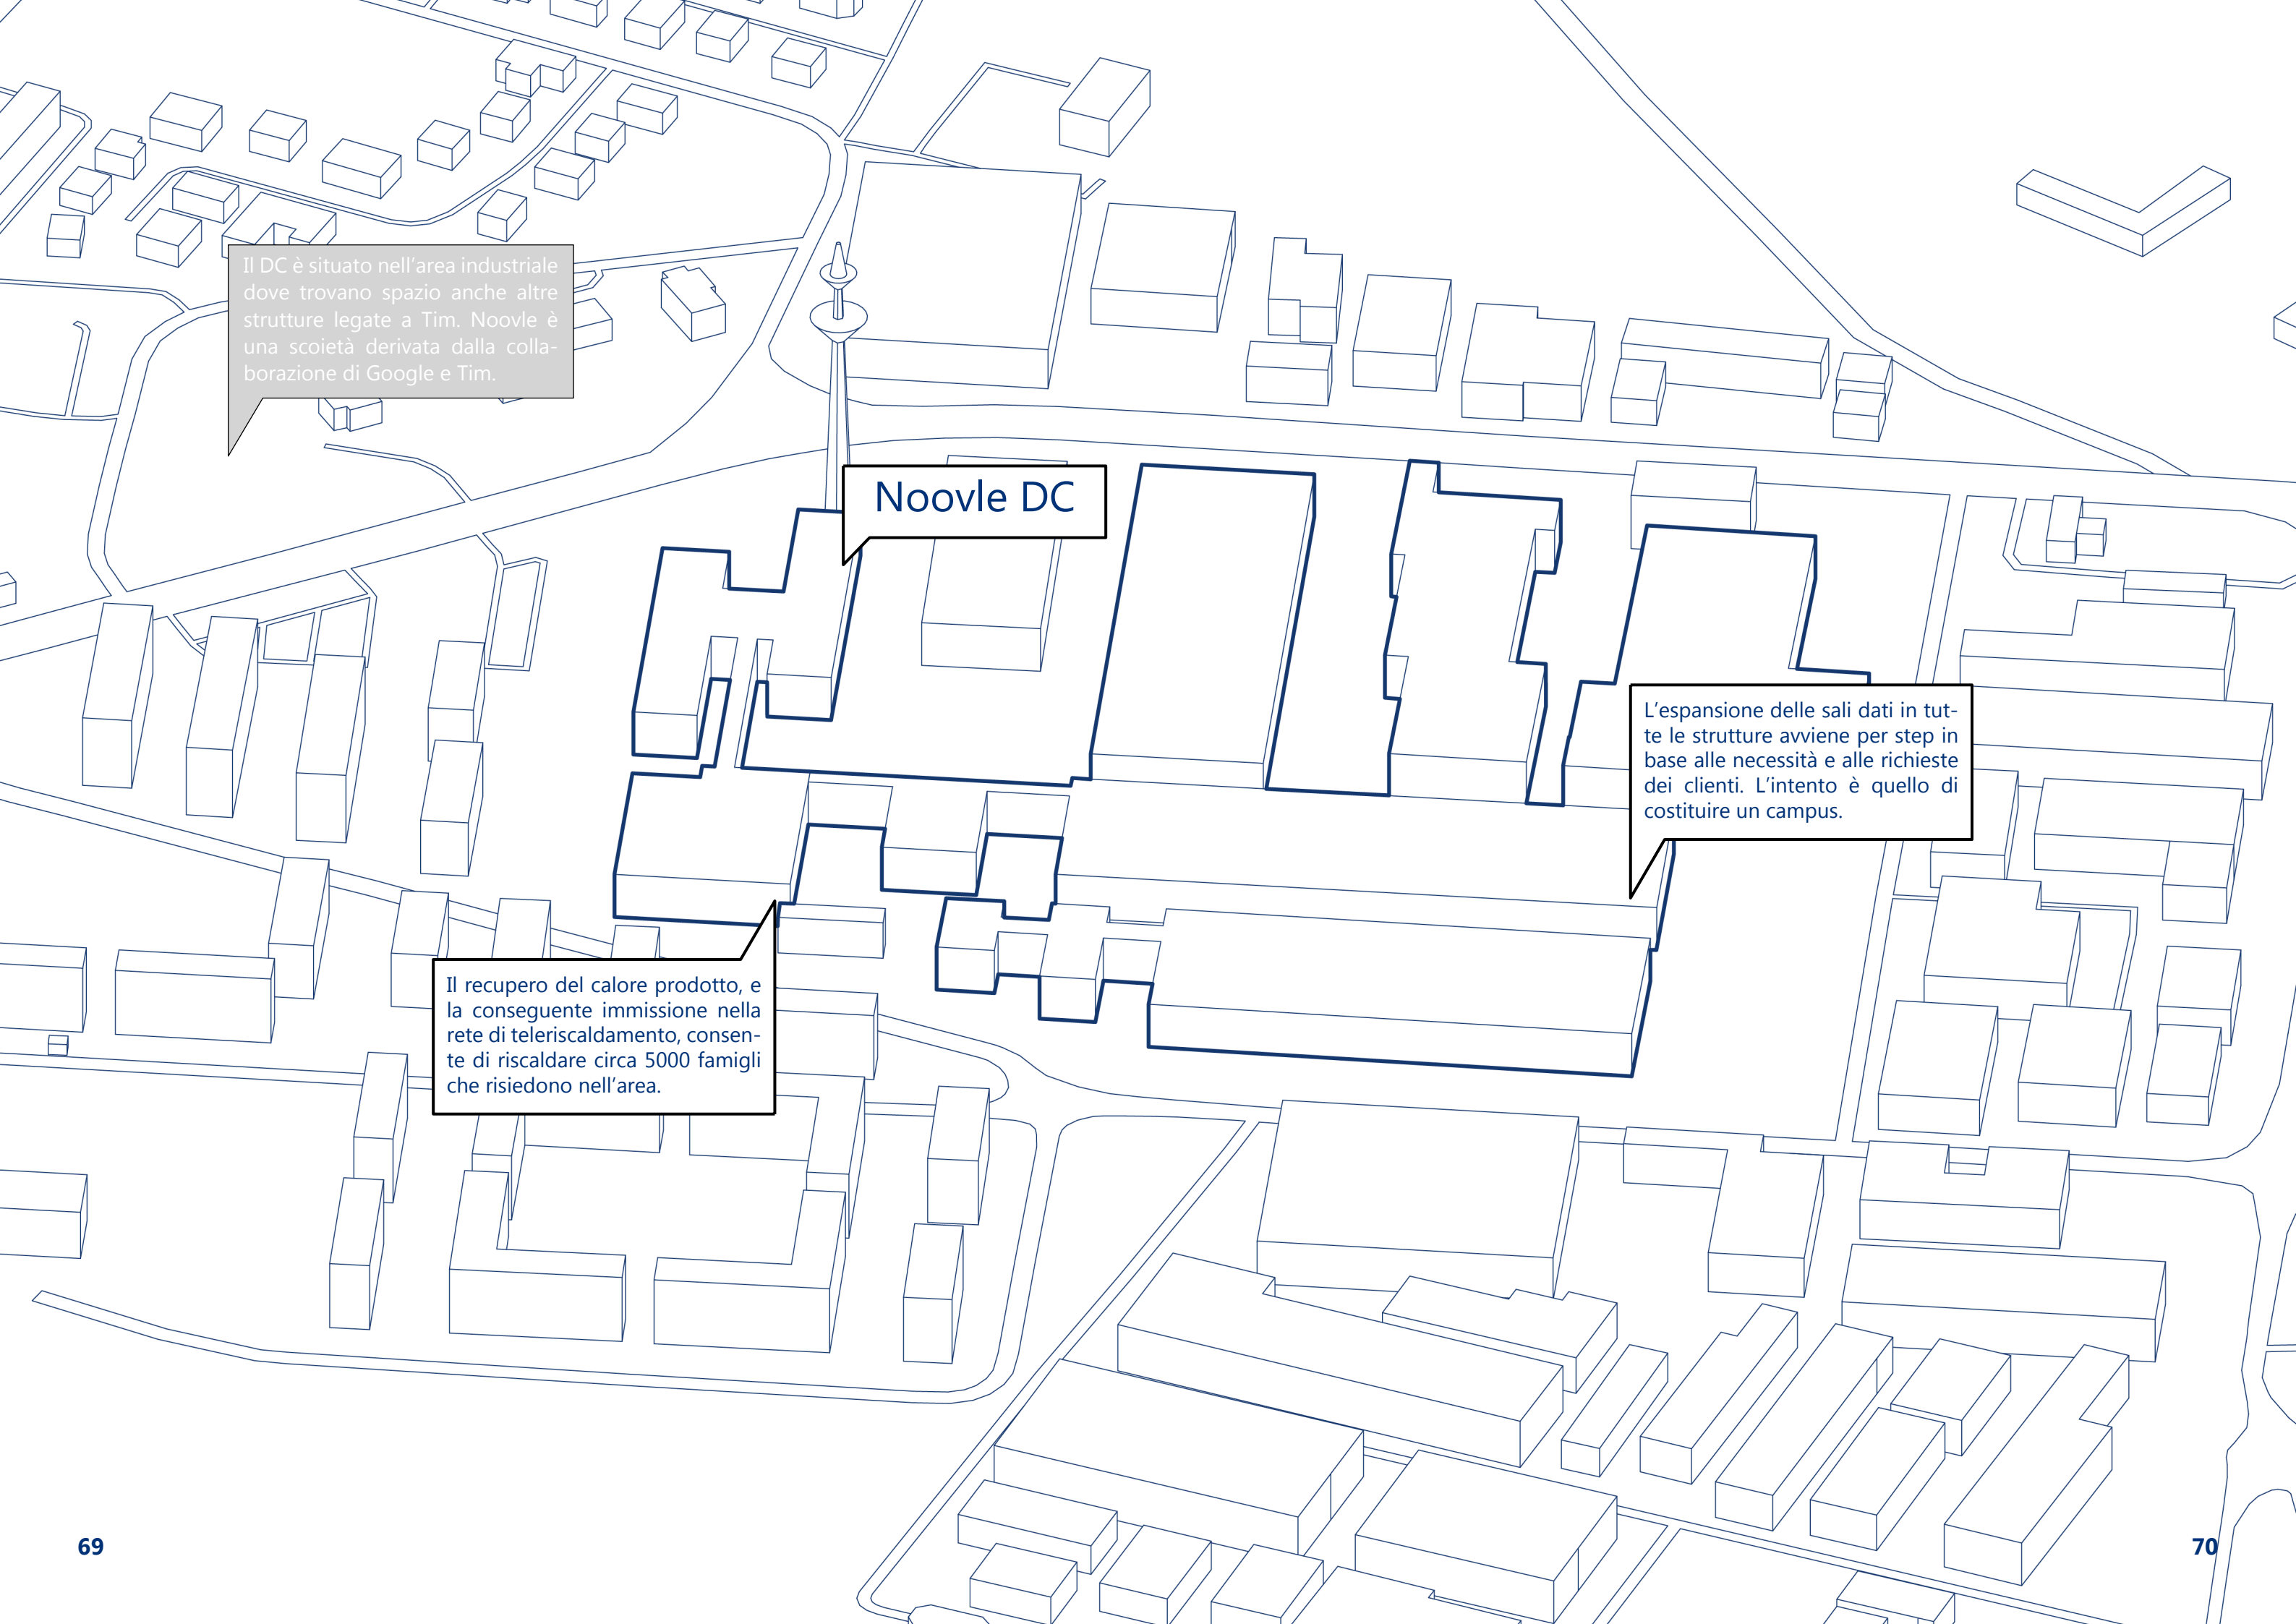 Il DC è situato nell'area industriale
dove trovano spazio anche altre
strutture legate a Tim. Noovle è
una scoietà derivata dalla colla-
borazione di Google e Tim.
Noovle DC
L'espansione delle sali dati in tut-
te le strutture avviene per step in
base alle necessità e alle richieste
dei clienti. L'intento è quello di
costituire un campus.
Il recupero del calore prodotto, e
la conseguente immissione nella
rete di teleriscaldamento, consen-
te di riscaldare circa 5000 famigli
che risiedono nell'area.
69
70